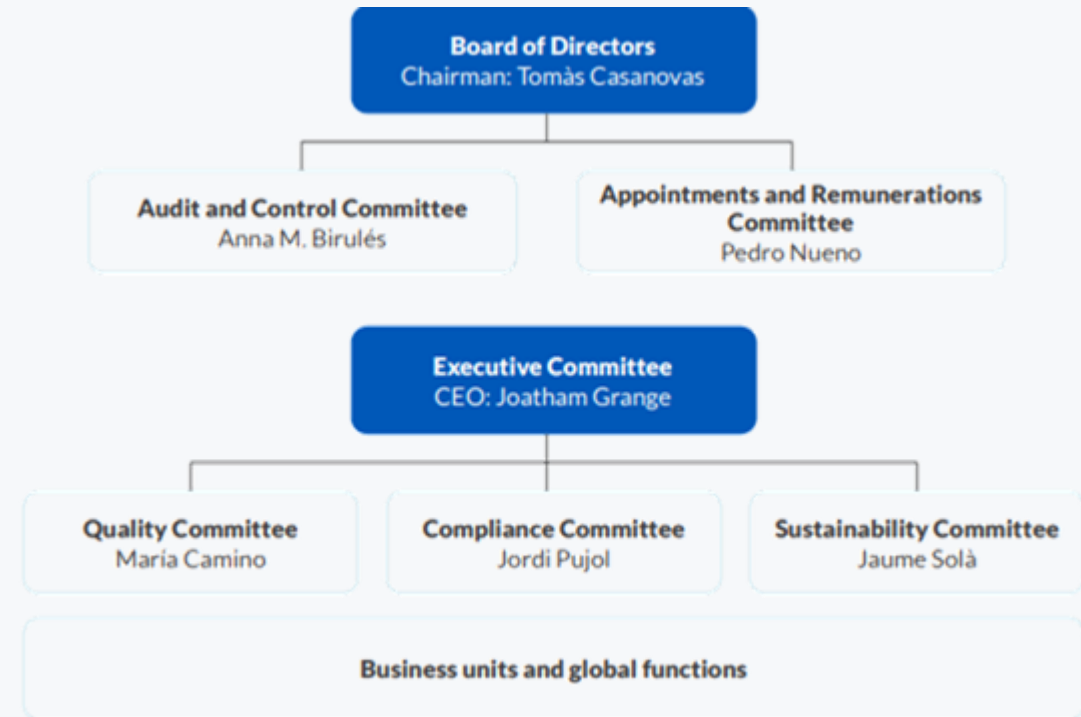 Board of Directors
Chairman: Tomàs Casanovas
Audit and Control Committee
Anna M. Birulés
Appointments and Remunerations
Committee
Pedro Nueno
Executive Committee
CEO: Joatham Grange
Quality Committee
María Camino
Compliance Committee
Jordi Pujol
Sustainability Committee
Jaume Solà
Business units and global functions